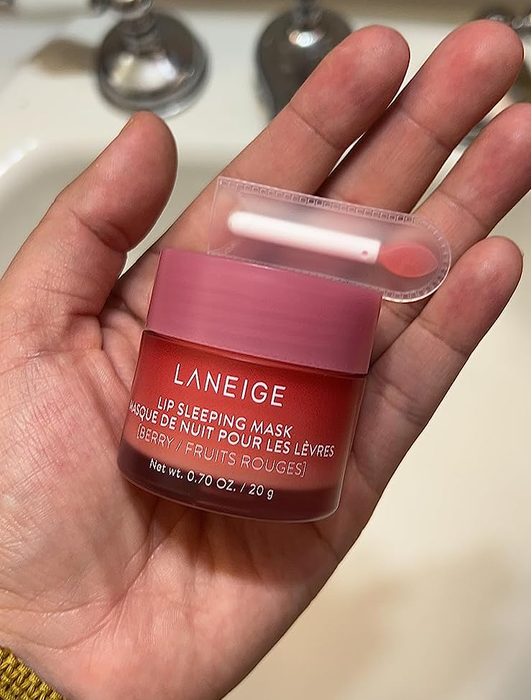 LANEIGE
LIP SLEEPING MASK
MASQUE DE NUIT POUR LES LÈVRES
[BERRY / FRUITS ROUGES]
Net wt. 0.70 OZ. / 20 g